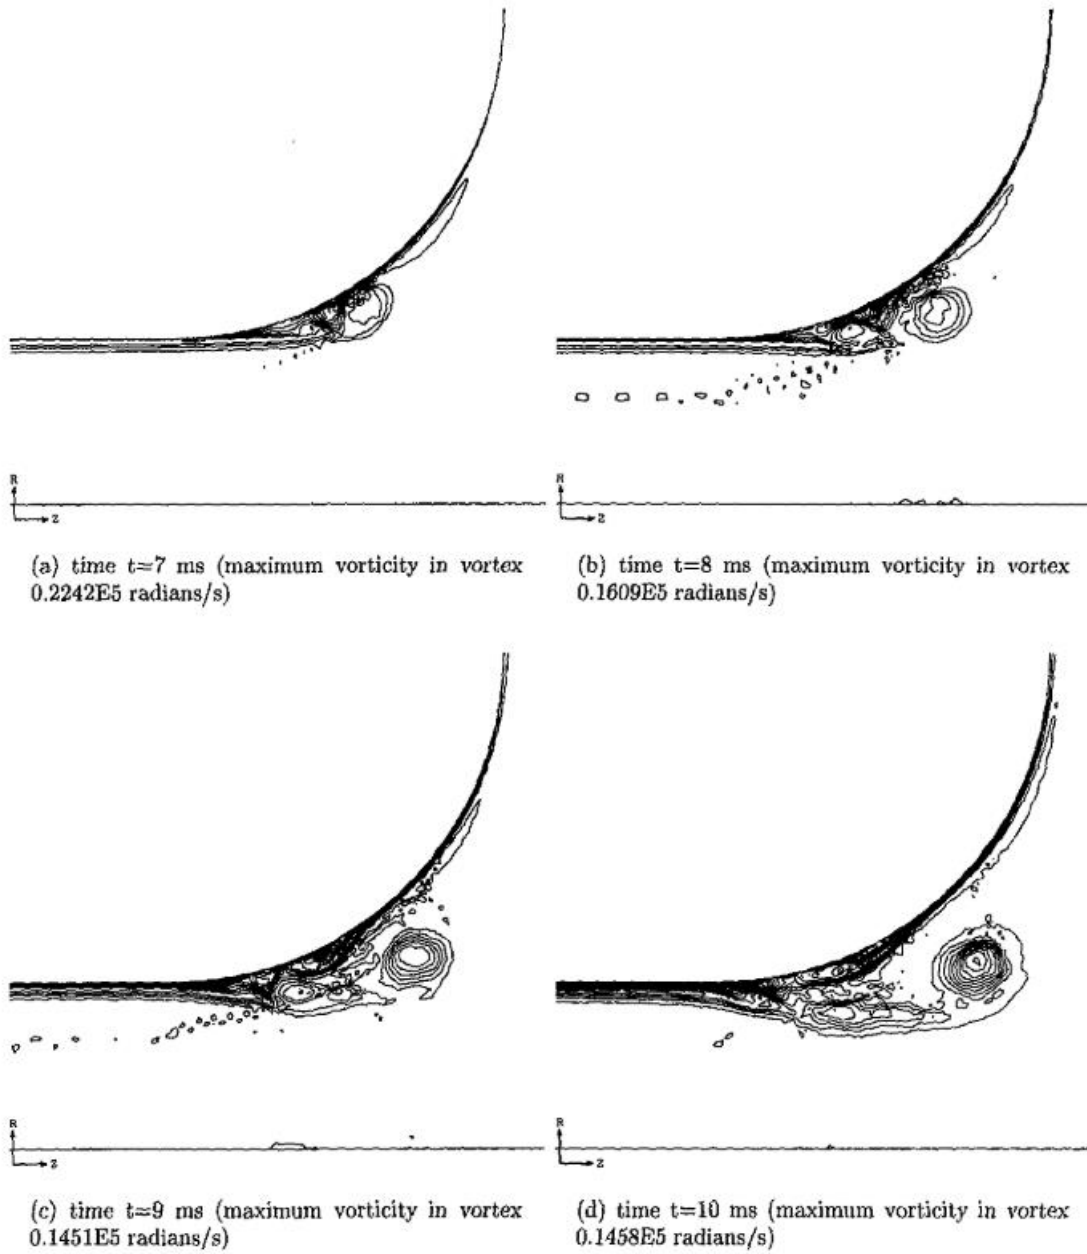 R
z
R
z
(a) time t=7 ms (maximum vorticity in vortex
0.2242E5 radians/s)
(b) time t=8 ms (maximum vorticity in vortex
0.1609E5 radians/s)
R
z
R
z
(c) time t=9 ms (maximum vorticity in vortex
0.1451E5 radians/s)
(d) time t=10 ms (maximum vorticity in vortex
0.1458E5 radians/s)